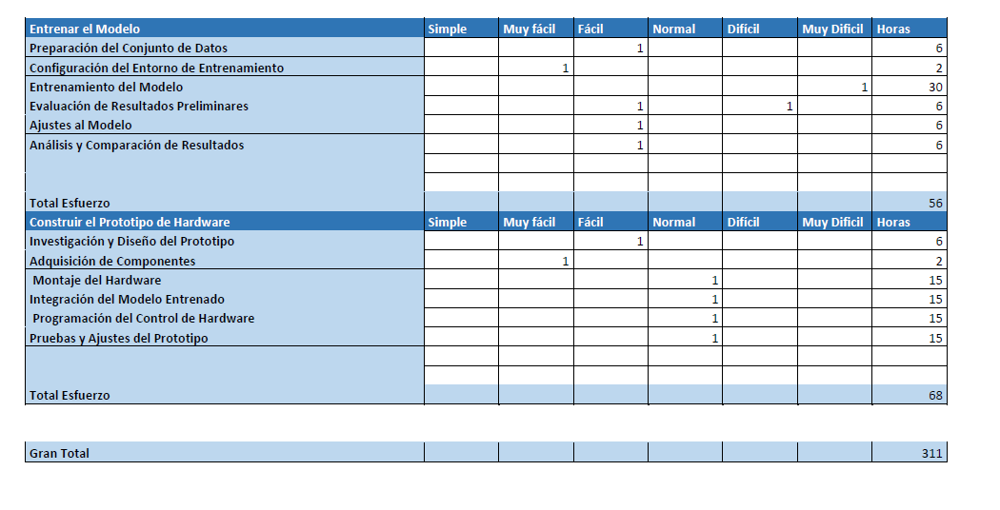 Entrenar el Modelo Simple Muy fácil Fácil Normal Difícil Muy Dificil Horas
Preparación del Conjunto de Datos 1 6
Configuración del Entorno de Entrenamiento 1 2
Entrenamiento del Modelo 1 30
Evaluación de Resultados Preliminares 1 1 6
Ajustes al Modelo 1 6
Análisis y Comparación de Resultados 1 6
Total Esfuerzo 56
Construir el Prototipo de Hardware Simple Muy fácil Fácil Normal Difícil Muy Dificil Horas
Investigación y Diseño del Prototipo 1 6
Adquisición de Componentes 1 2
Montaje del Hardware 1 15
Integración del Modelo Entrenado 1 15
Programación del Control de Hardware 1 15
Pruebas y Ajustes del Prototipo 1 15
Total Esfuerzo 68
Gran Total 311